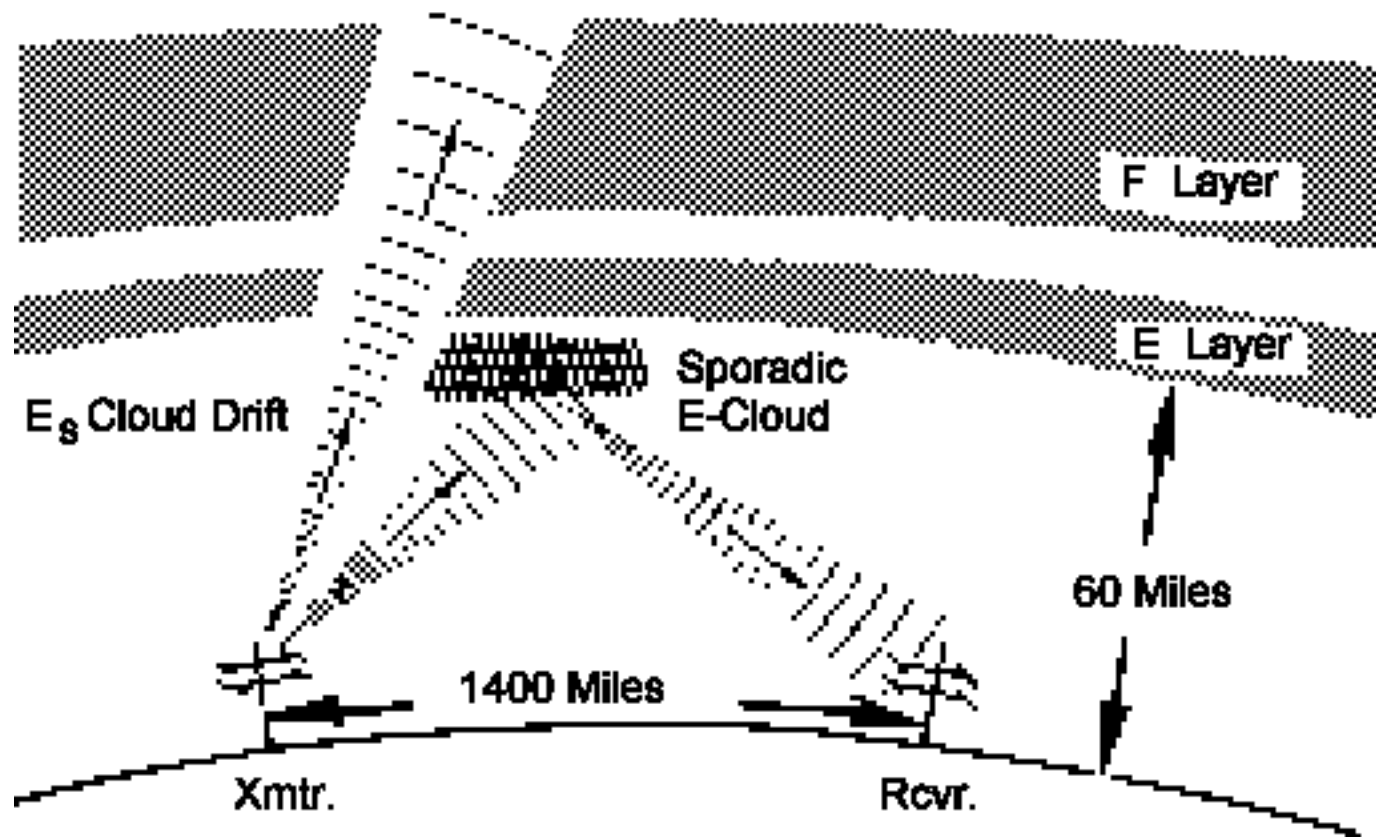 F Layer
E Layer
Sporadic
E-Cloud
Es Cloud Drift
60 Miles
1400 Miles
Xmtr.
Rcvr.